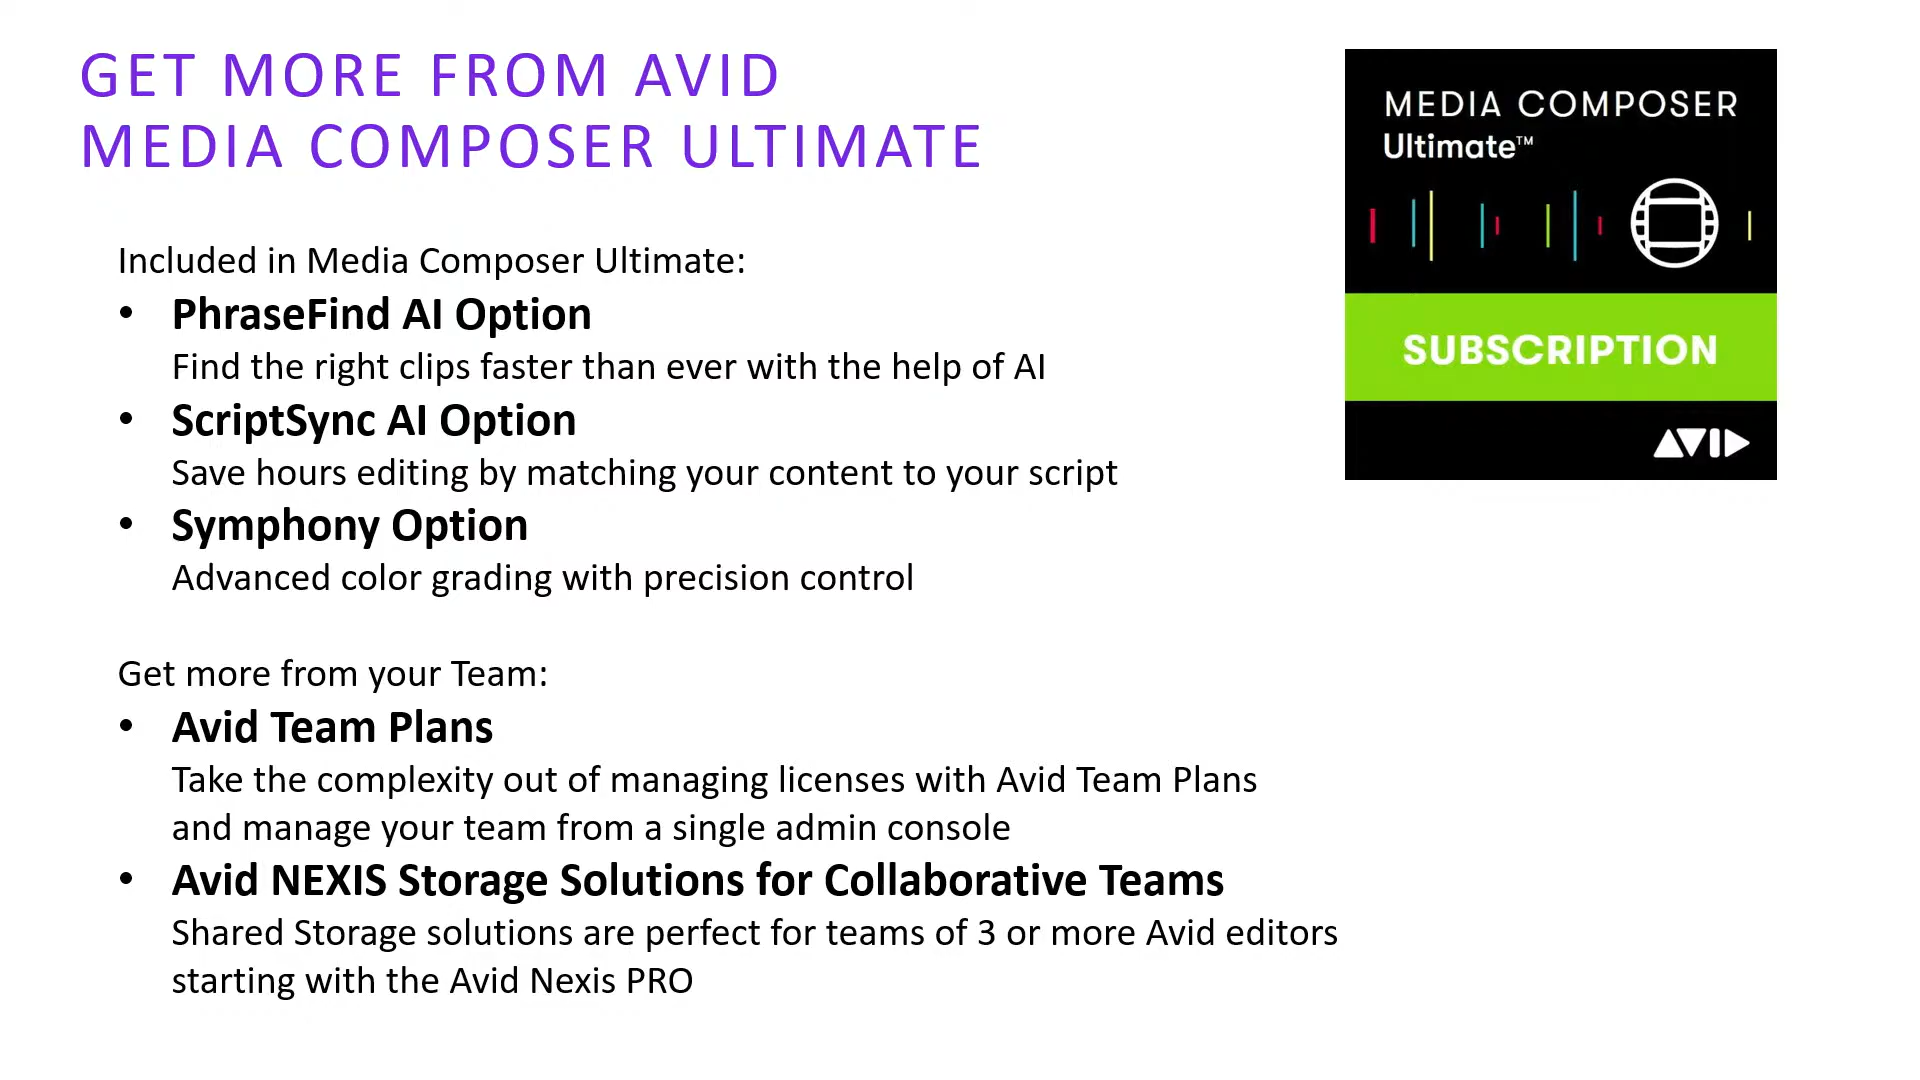 GET MORE FROM AVID
MEDIA COMPOSER ULTIMATE
MEDIA COMPOSER
Ultimate™
SUBSCRIPTION
AVID
Included in Media Composer Ultimate:
• PhraseFind AI Option
Find the right clips faster than ever with the help of AI
• ScriptSync AI Option
Save hours editing by matching your content to your script
• Symphony Option
Advanced color grading with precision control
Get more from your Team:
• Avid Team Plans
Take the complexity out of managing licenses with Avid Team Plans
and manage your team from a single admin console
• Avid NEXIS Storage Solutions for Collaborative Teams
Shared Storage solutions are perfect for teams of 3 or more Avid editors
starting with the Avid Nexis PRO